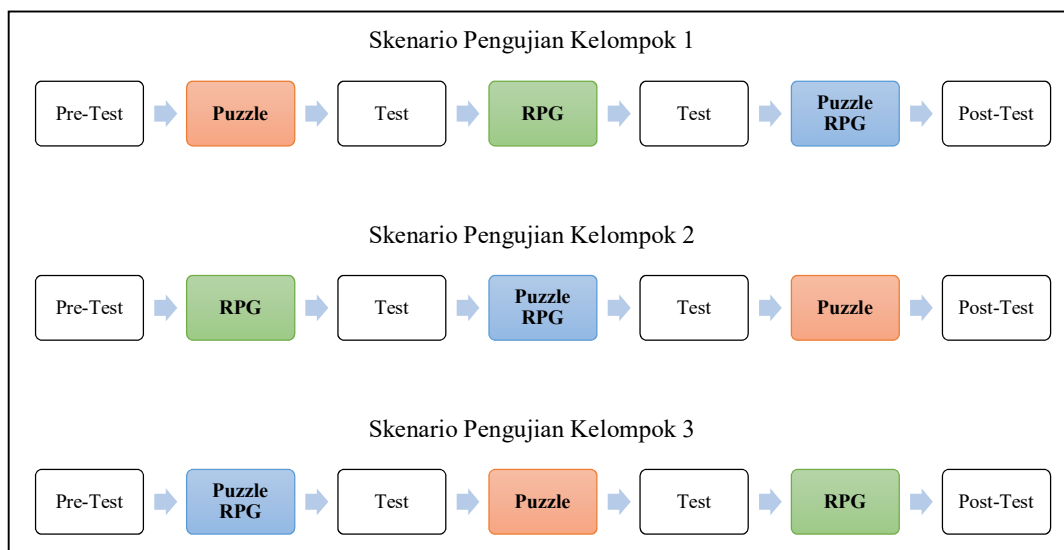 Skenario Pengujian Kelompok 1
Pre-Test
Puzzle
Test
RPG
Test
Puzzle
RPG
Post-Test
Skenario Pengujian Kelompok 2
Pre-Test
RPG
Test
Puzzle
RPG
Test
Puzzle
Post-Test
Skenario Pengujian Kelompok 3
Pre-Test
Puzzle
RPG
Test
Puzzle
Test
RPG
Post-Test